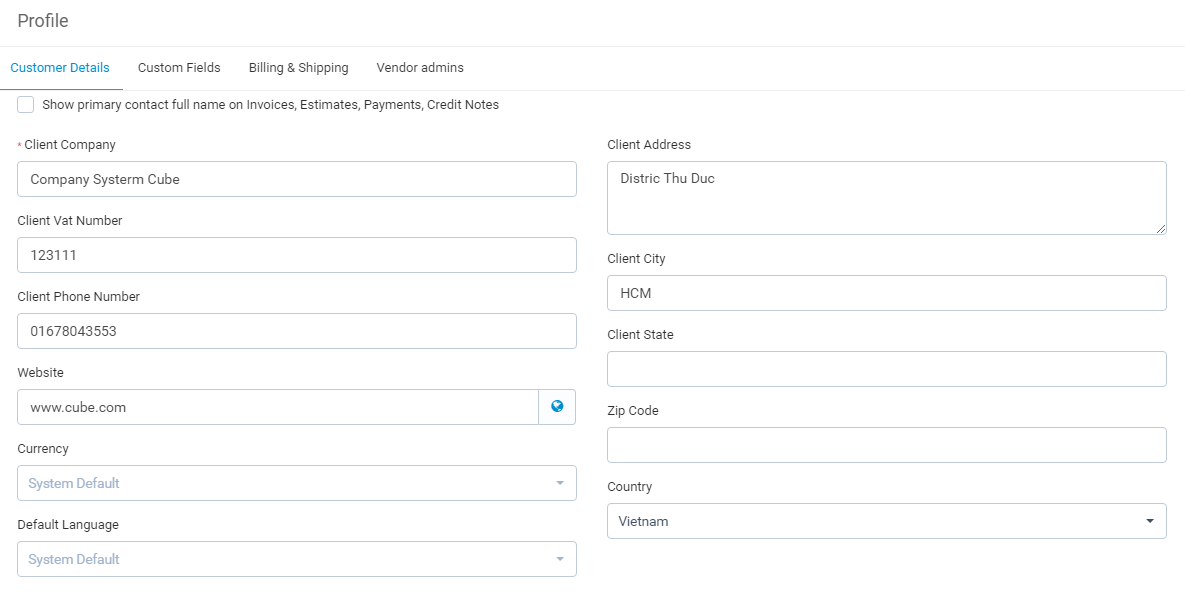 Profile
Customer Details
Custom Fields
Billing & Shipping
Vendor admins
Show primary contact full name on Invoices, Estimates, Payments, Credit Notes
* Client Company
Company Systerm Cube
Client Vat Number
123111
Client Phone Number
01678043553
Website
www.cube.com
Currency
System Default
Default Language
System Default
Client Address
Distric Thu Duc
Client City
HCM
Client State
Zip Code
Country
Vietnam